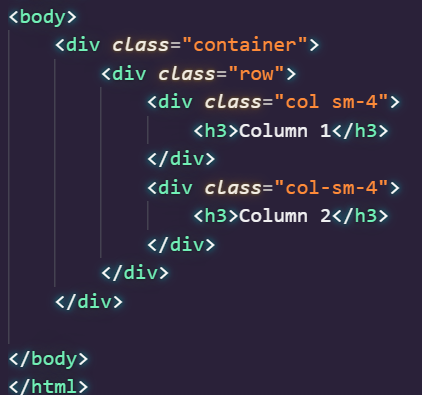 <body>
<div class="container">
<div class="row">
<div class="col sm-4">
<h3>Column 1</h3>
</div>
<div class="col-sm-4">
<h3>Column 2</h3>
</div>
</div>
</div>
</body>
</html>